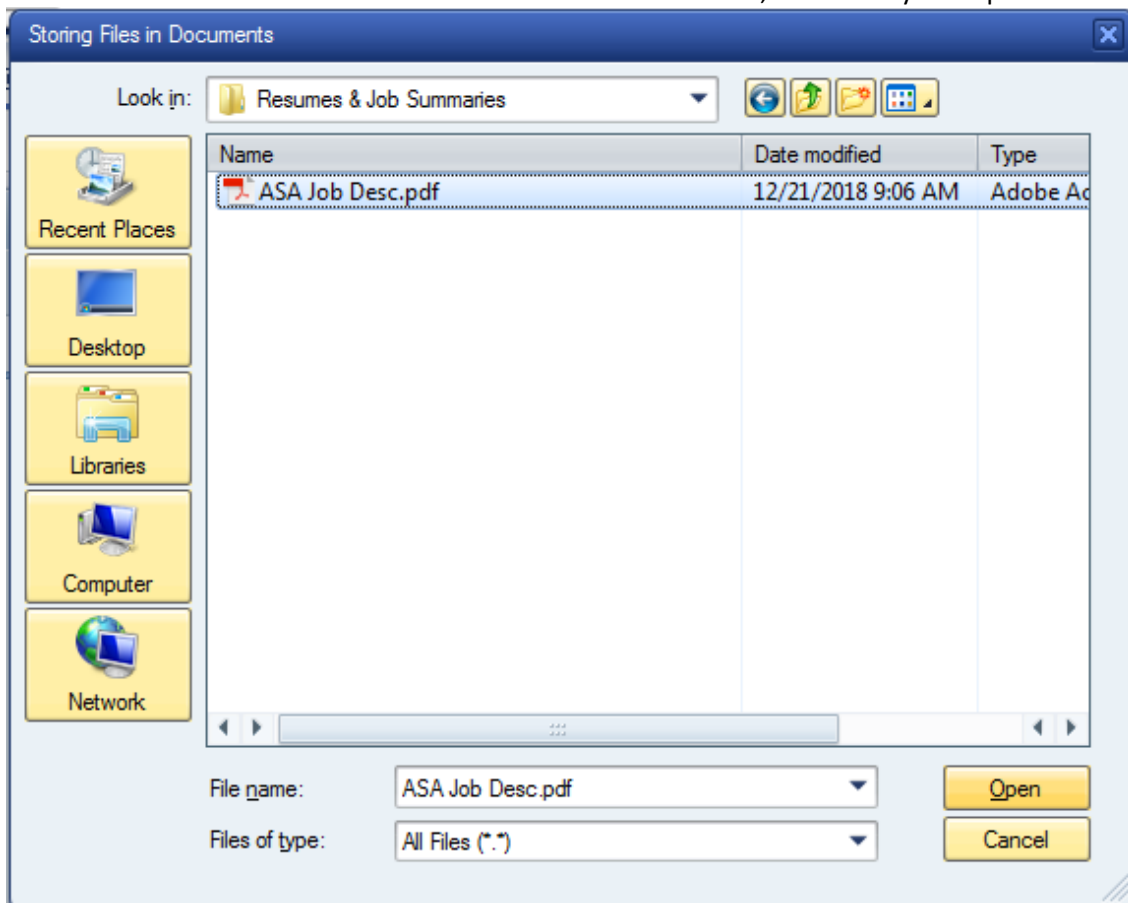 Storing Files in Documents
Look in: Resumes & Job Summaries
Name Date modified Type
ASA Job Desc.pdf 12/21/2018 9:06 AM Adobe Ac
Recent Places
Desktop
Libraries
Computer
Network
File name: ASA Job Desc.pdf Open
Files of type: All Files (*.*) Cancel